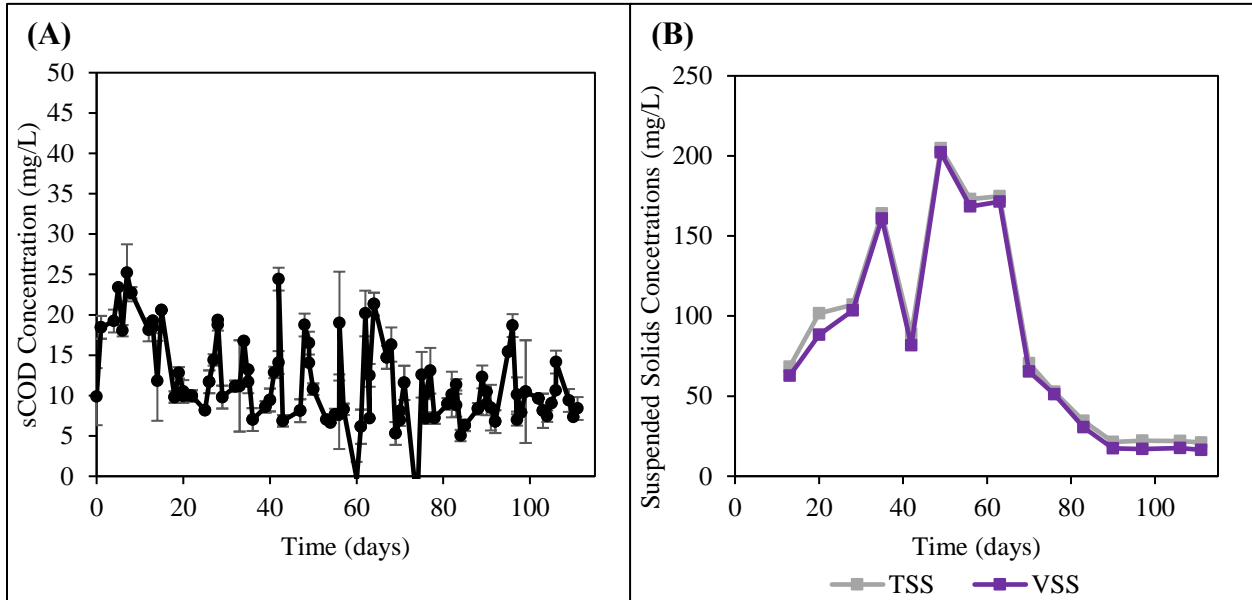 (A)
50
45
40
35
30
25
20
15
10
5
0
sCOD Concentration (mg/L)
0 20 40 60 80 100
Time (days)
(B)
250
200
150
100
50
0
Suspended Solids Concetrations (mg/L)
0 20 40 60 80 100
Time (days)
TSS VSS